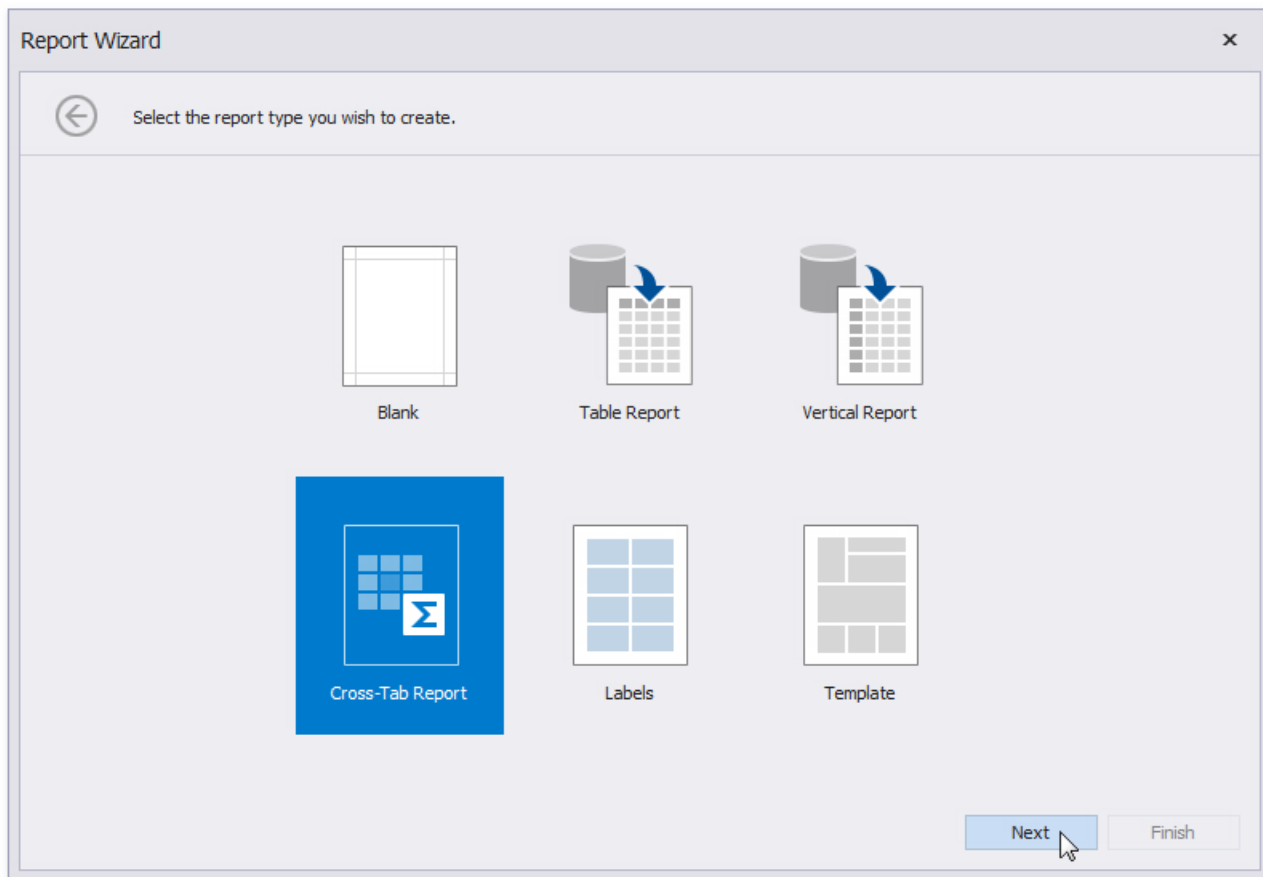 Report Wizard
Select the report type you wish to create.
Blank
Table Report
Vertical Report
Σ
Cross-Tab Report
Labels
Template
Next
Finish